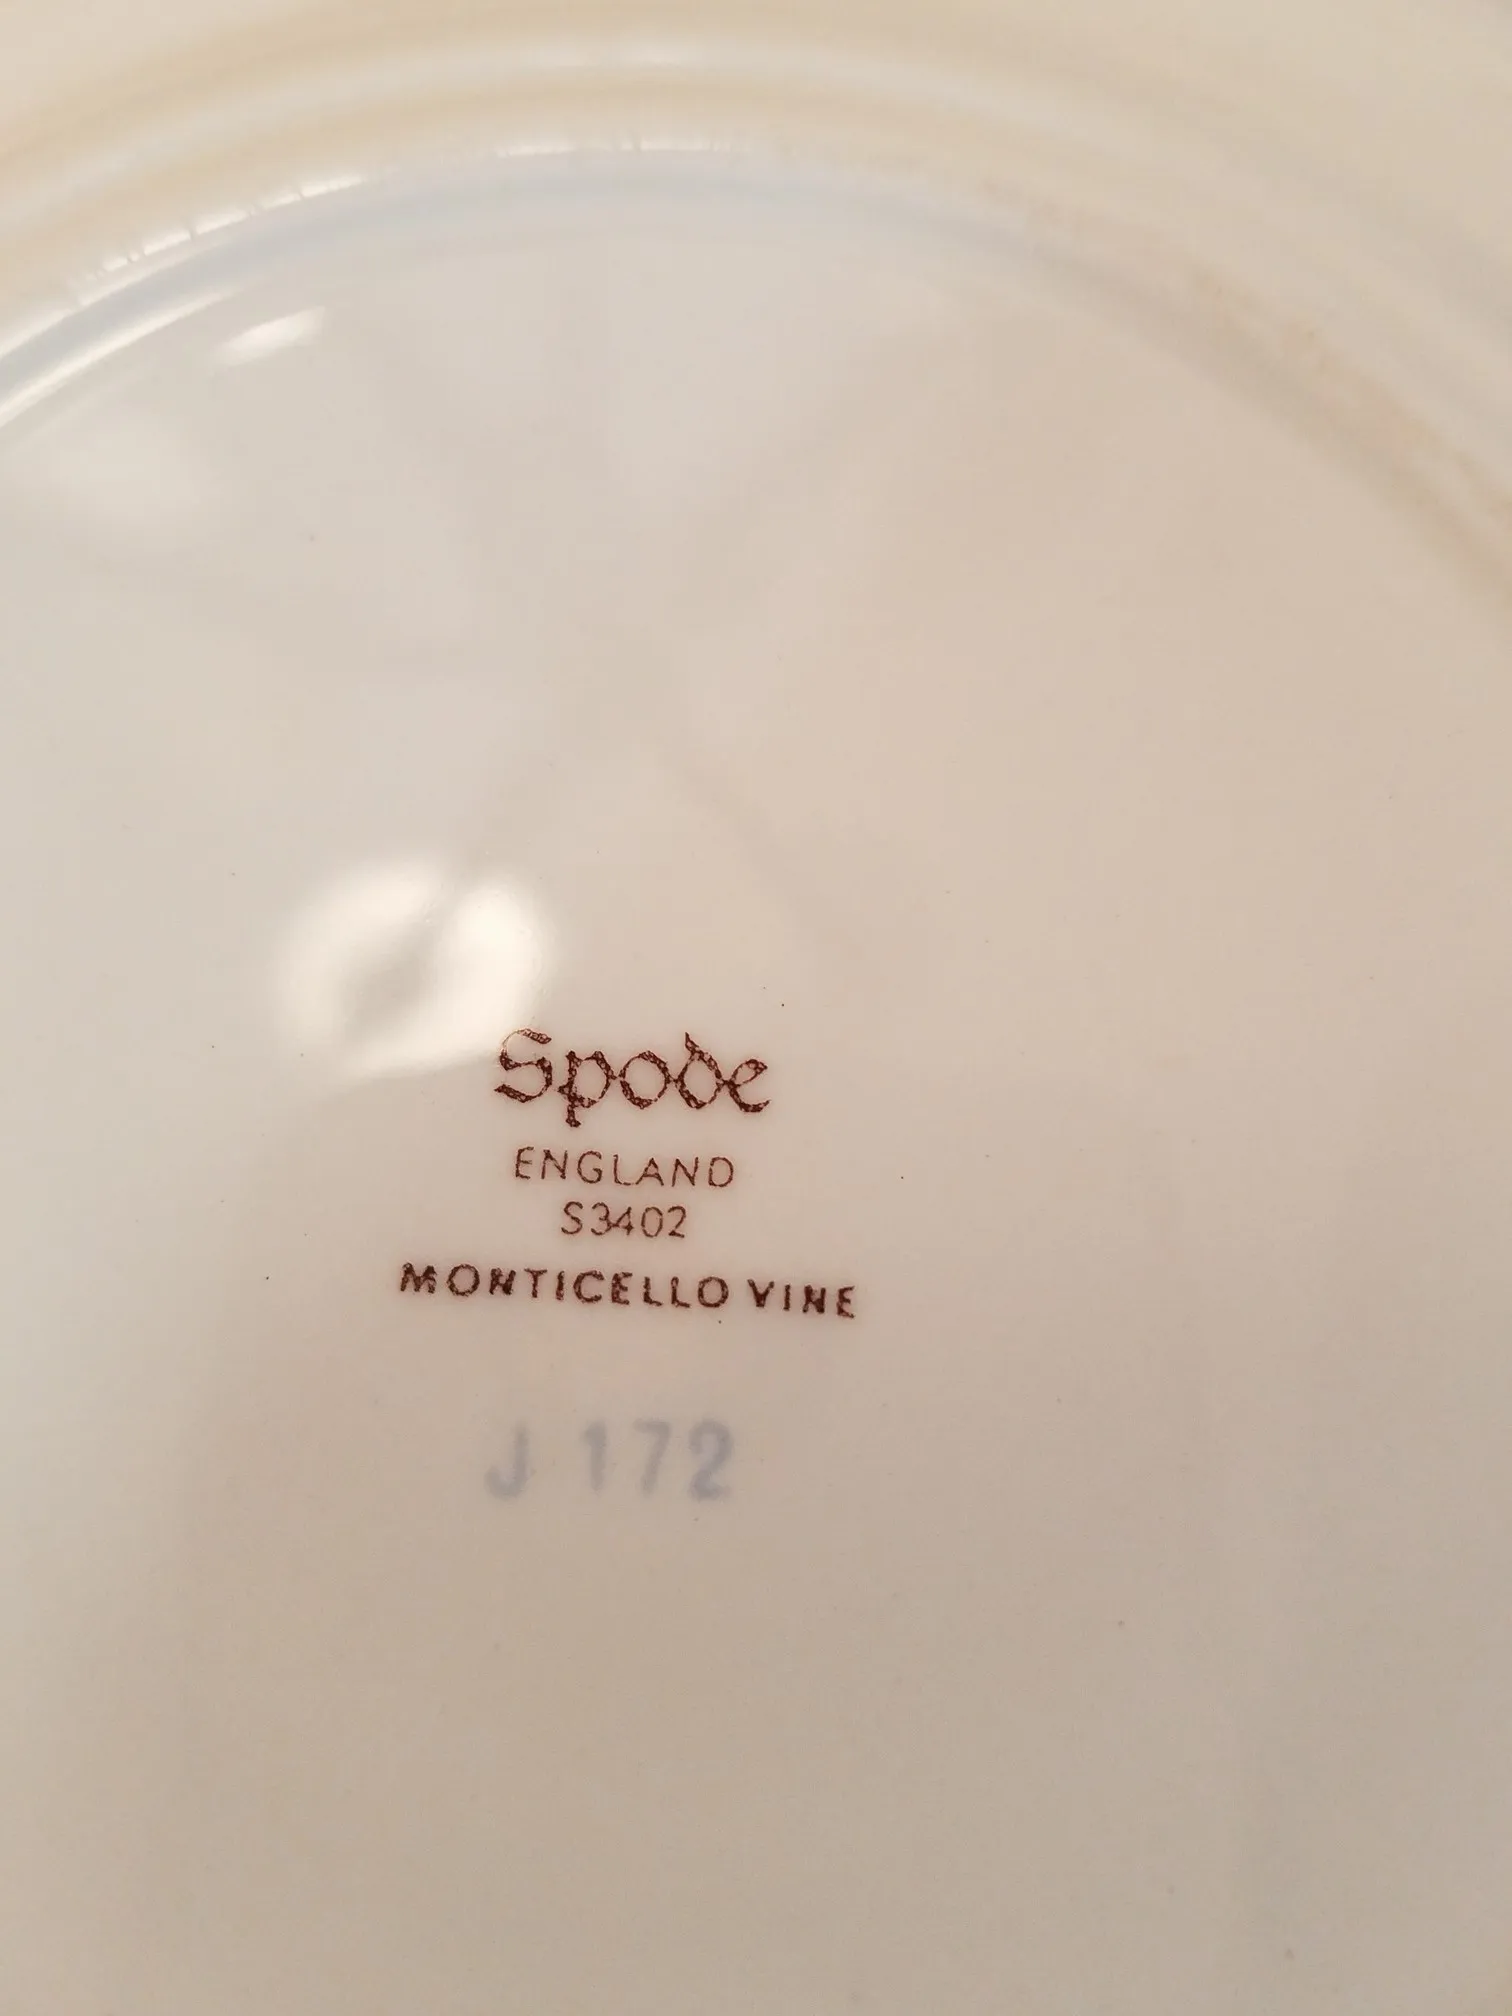 Spode
ENGLAND
S3402
MONTICELLO VINE
J 172